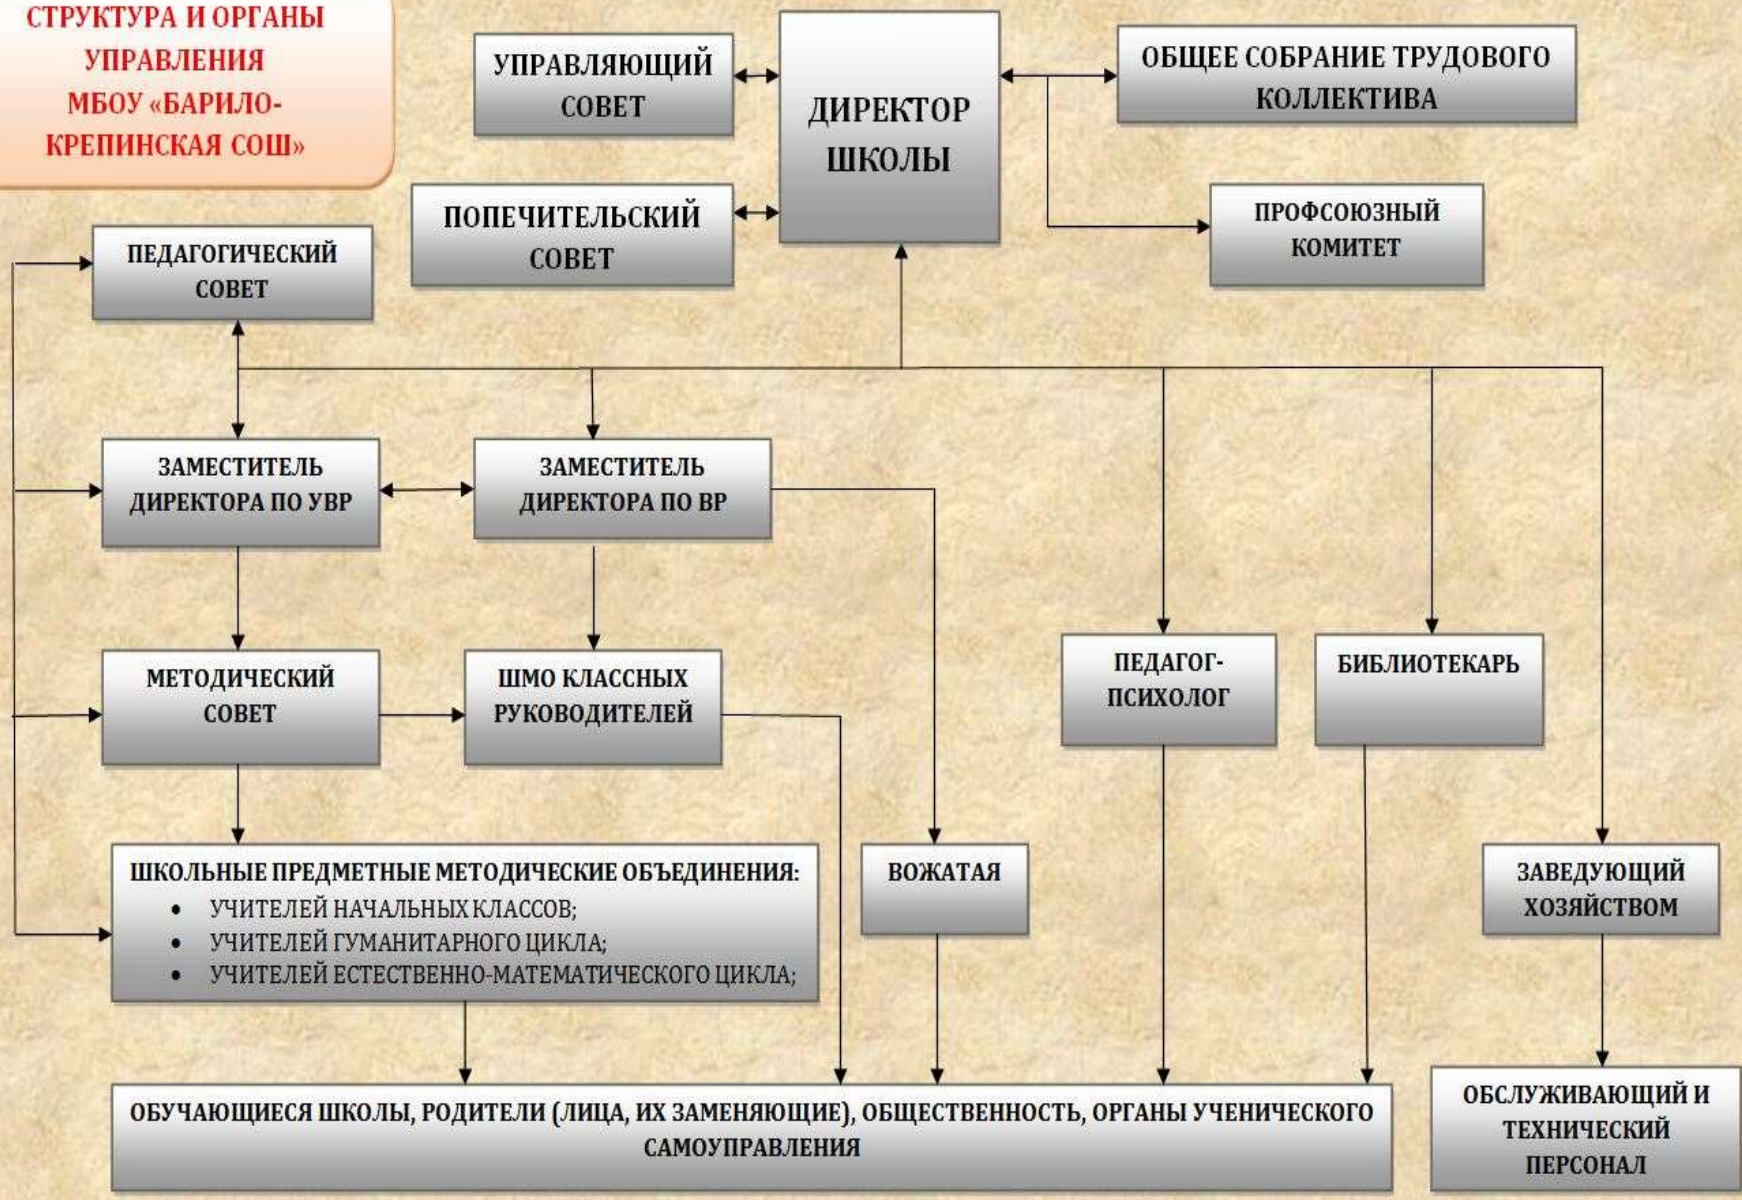 СТРУКТУРА И ОРГАНЫ
УПРАВЛЕНИЯ
МБОУ «БАРИЛО-
КРЕПИНСКАЯ СОШ»
УПРАВЛЯЮЩИЙ
СОВЕТ
ДИРЕКТОР
ШКОЛЫ
ОБЩЕЕ СОБРАНИЕ ТРУДОВОГО
КОЛЛЕКТИВА
ПОПЕЧИТЕЛЬСКИЙ
СОВЕТ
ПРОФСОЮЗНЫЙ
КОМИТЕТ
ПЕДАГОГИЧЕСКИЙ
СОВЕТ
ЗАМЕСТИТЕЛЬ
ДИРЕКТОРА ПО УВР
ЗАМЕСТИТЕЛЬ
ДИРЕКТОРА ПО ВР
МЕТОДИЧЕСКИЙ
СОВЕТ
ШМО КЛАССНЫХ
РУКОВОДИТЕЛЕЙ
ПЕДАГОГ-
ПСИХОЛОГ
БИБЛИОТЕКАРЬ
ШКОЛЬНЫЕ ПРЕДМЕТНЫЕ МЕТОДИЧЕСКИЕ ОБЪЕДИНЕНИЯ:
• УЧИТЕЛЕЙ НАЧАЛЬНЫХ КЛАССОВ;
• УЧИТЕЛЕЙ ГУМАНИТАРНОГО ЦИКЛА;
• УЧИТЕЛЕЙ ЕСТЕСТВЕННО-МАТЕМАТИЧЕСКОГО ЦИКЛА;
ВОЖАТАЯ
ЗАВЕДУЮЩИЙ
ХОЗЯЙСТВОМ
ОБУЧАЮЩИЕСЯ ШКОЛЫ, РОДИТЕЛИ (ЛИЦА, ИХ ЗАМЕНЯЮЩИЕ), ОБЩЕСТВЕННОСТЬ, ОРГАНЫ УЧЕНИЧЕСКОГО
САМОУПРАВЛЕНИЯ
ОБСЛУЖИВАЮЩИЙ И
ТЕХНИЧЕСКИЙ
ПЕРСОНАЛ